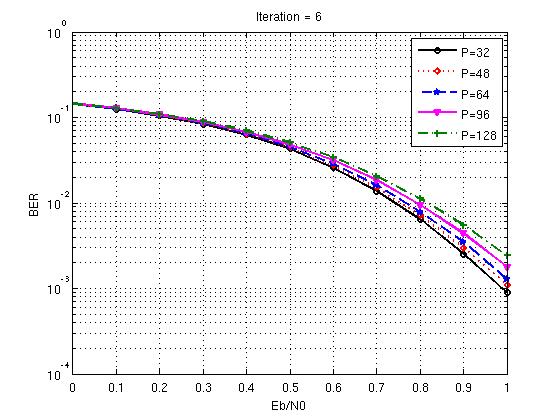 Iteration = 6
10^0
10^-1
10^-2
10^-3
10^-4
BER
P=32
P=48
P=64
P=96
P=128
0 0.1 0.2 0.3 0.4 0.5 0.6 0.7 0.8 0.9 1
Eb/N0